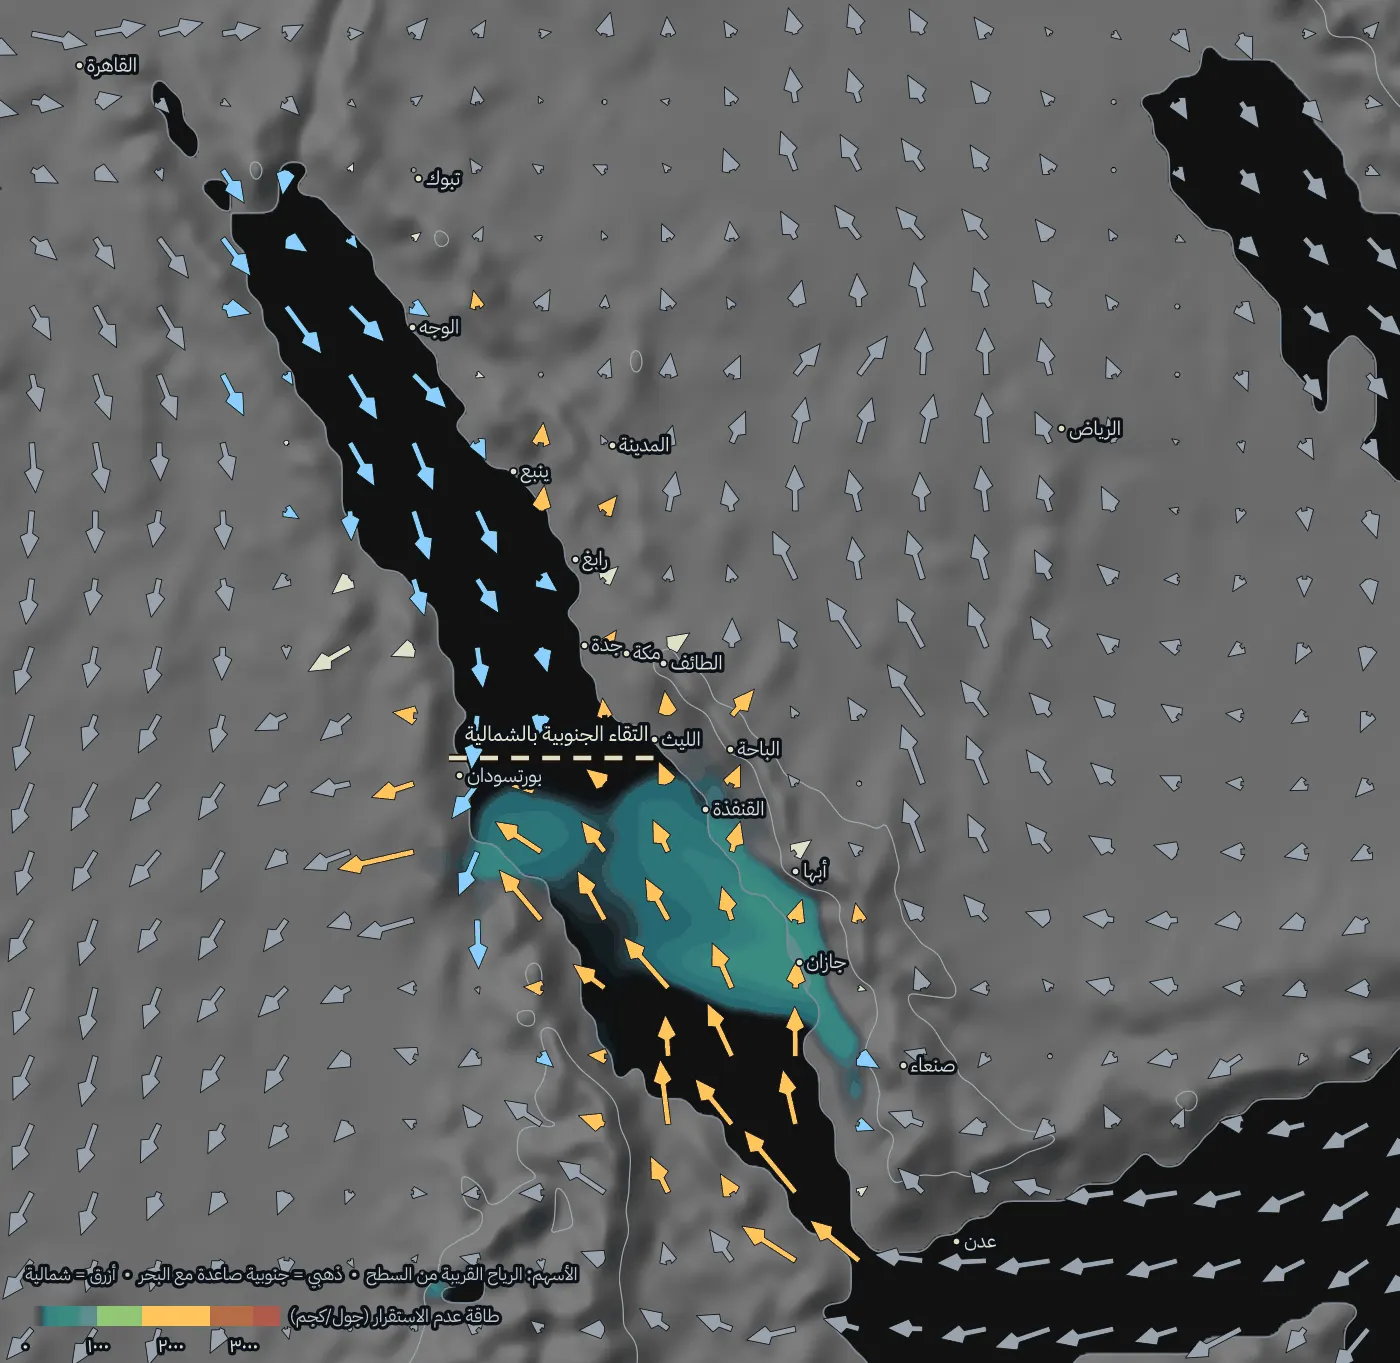 القاهرة
تبوك
الوجه
الرياض
المدينة
ينبع
رابغ
جدة
مكة
الطائف
التقاء الجنوبية بالشمالية
الليث
الباحة
بورتسودان
القنفذة
أبها
جازان
صنعاء
عدن
الأسهم: الرياح القريبة من السطح • ذهبي = جنوبية صاعدة مع البحر • أزرق = شمالية
طاقة عدم الاستقرار (جول/كجم)
٠ ١٠٠٠ ٢٠٠٠ ٣٠٠٠